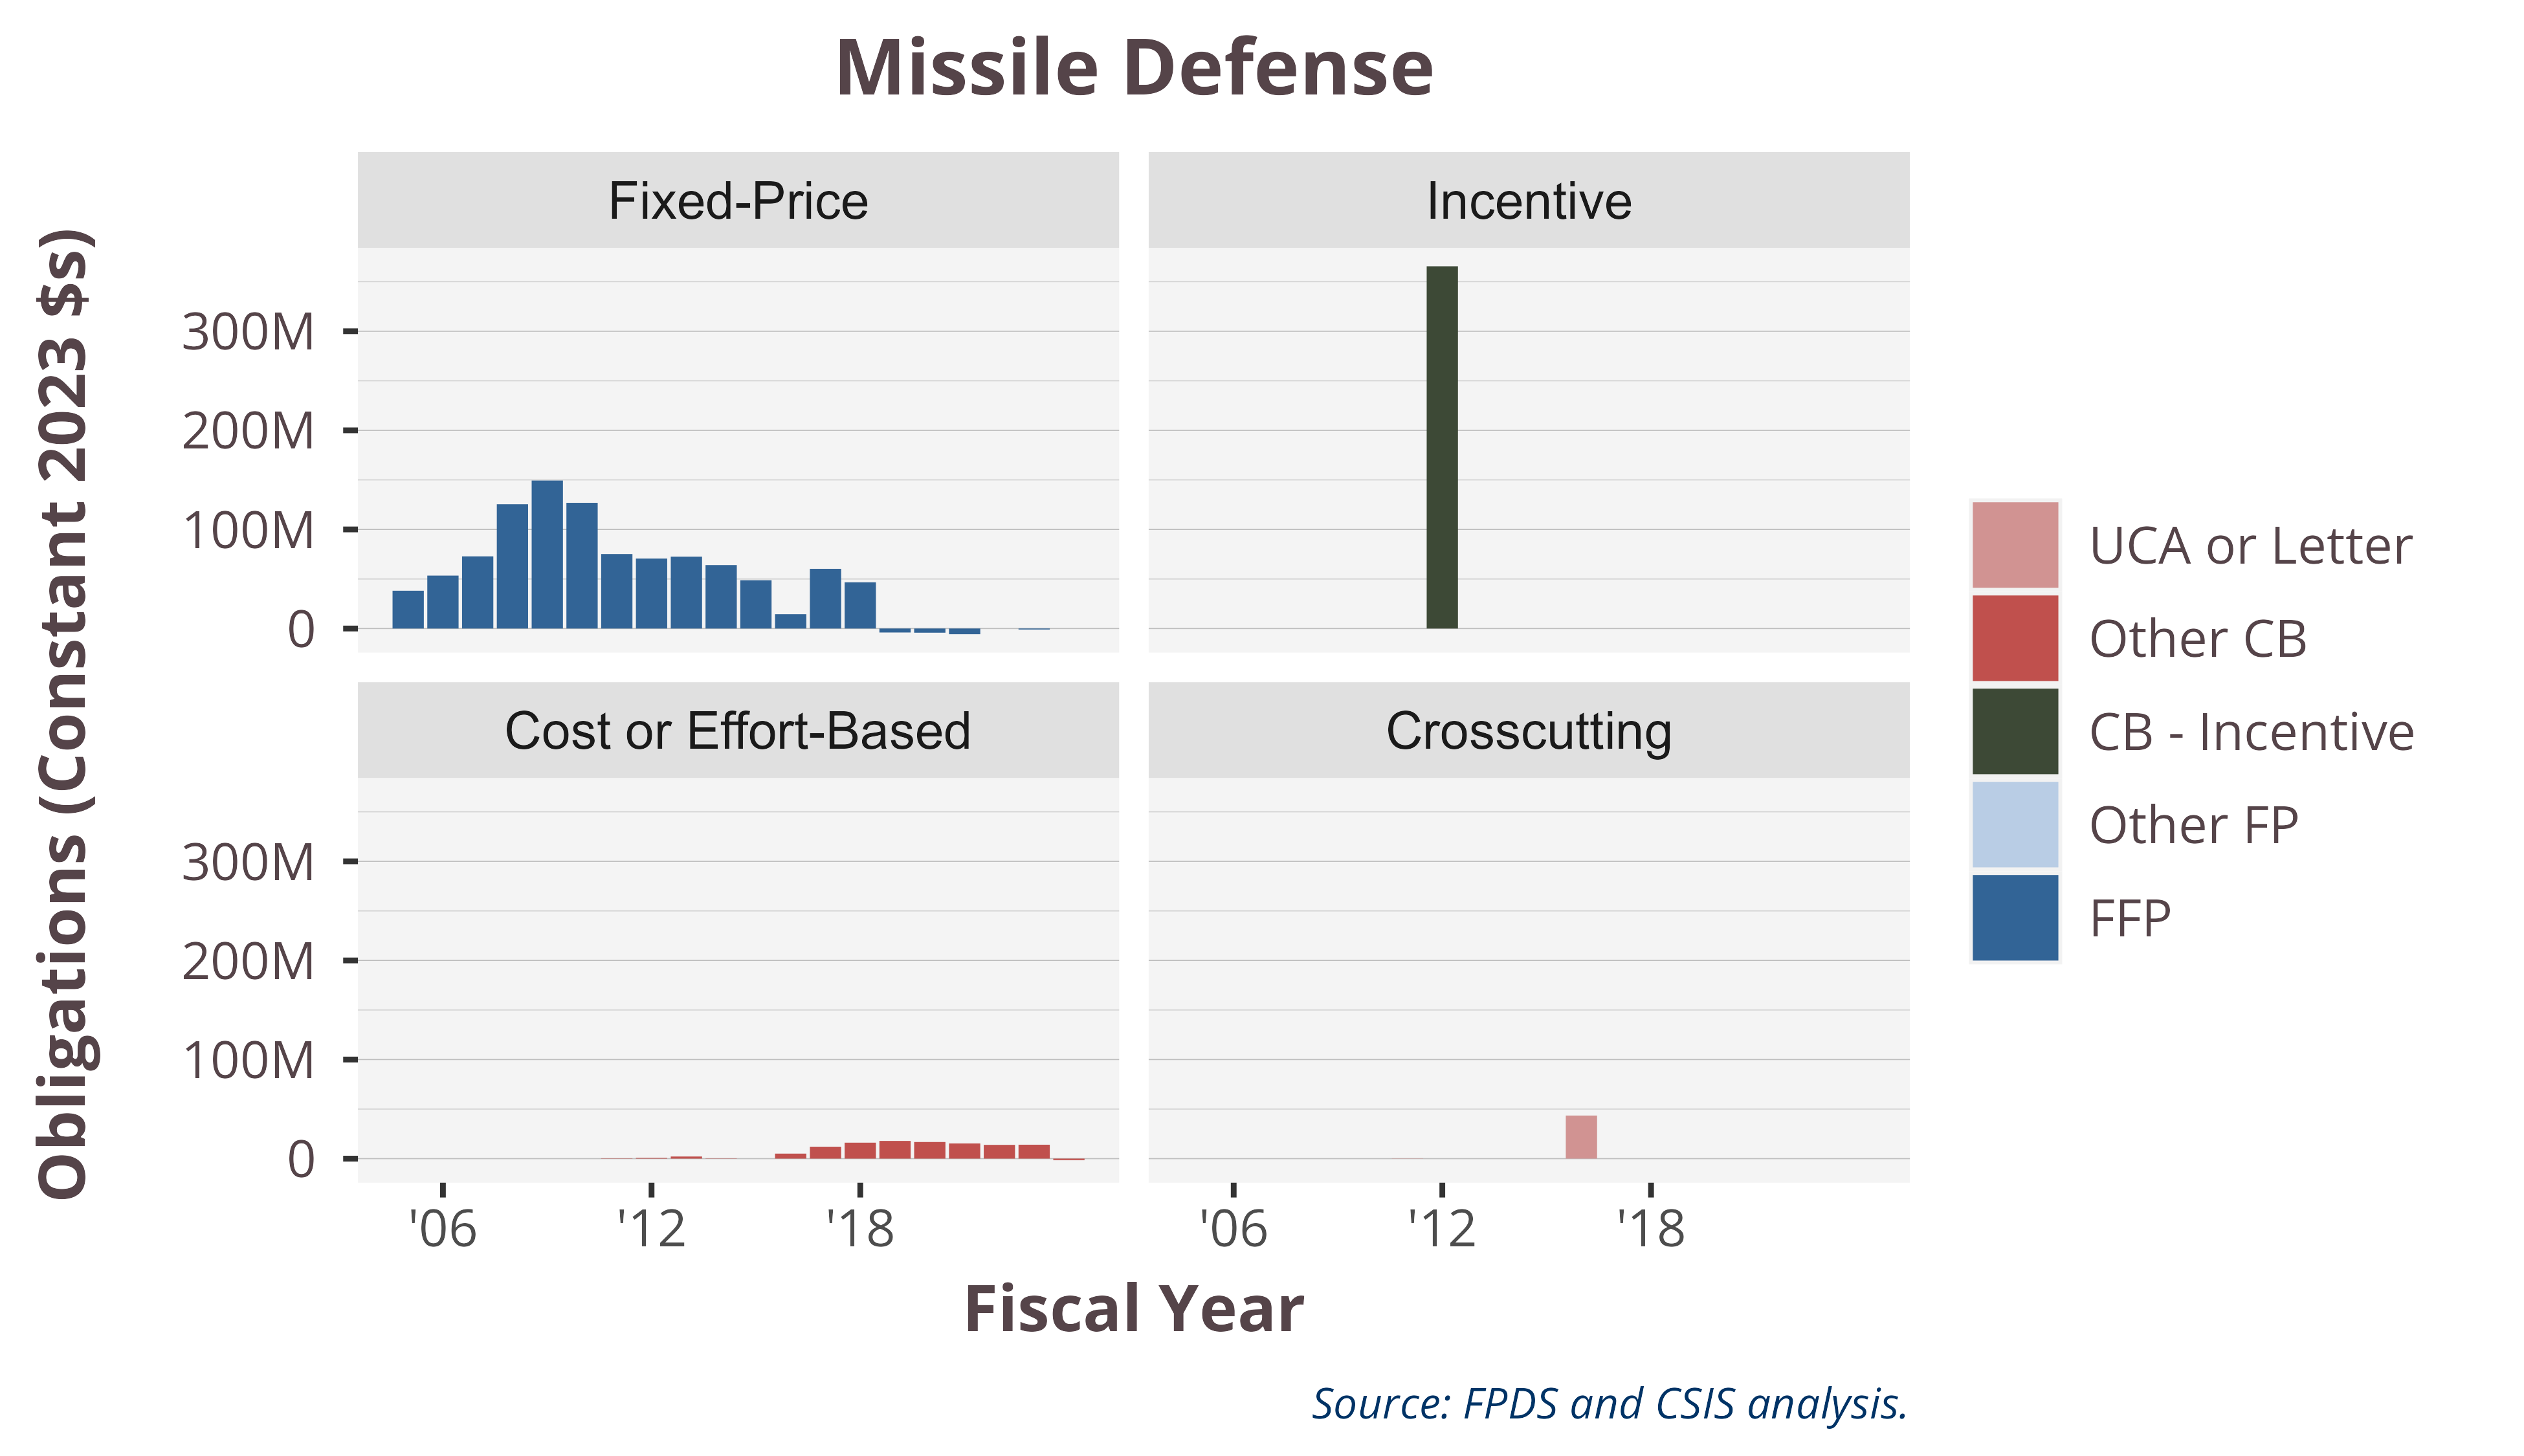 Missile Defense
Obligations (Constant 2023 $s)
Fixed-Price
Incentive
300M
200M
100M
0
Cost or Effort-Based
Crosscutting
300M
200M
100M
0
'06
'12
'18
'06
'12
'18
Fiscal Year
UCA or Letter
Other CB
CB - Incentive
Other FP
FFP
Source: FPDS and CSIS analysis.